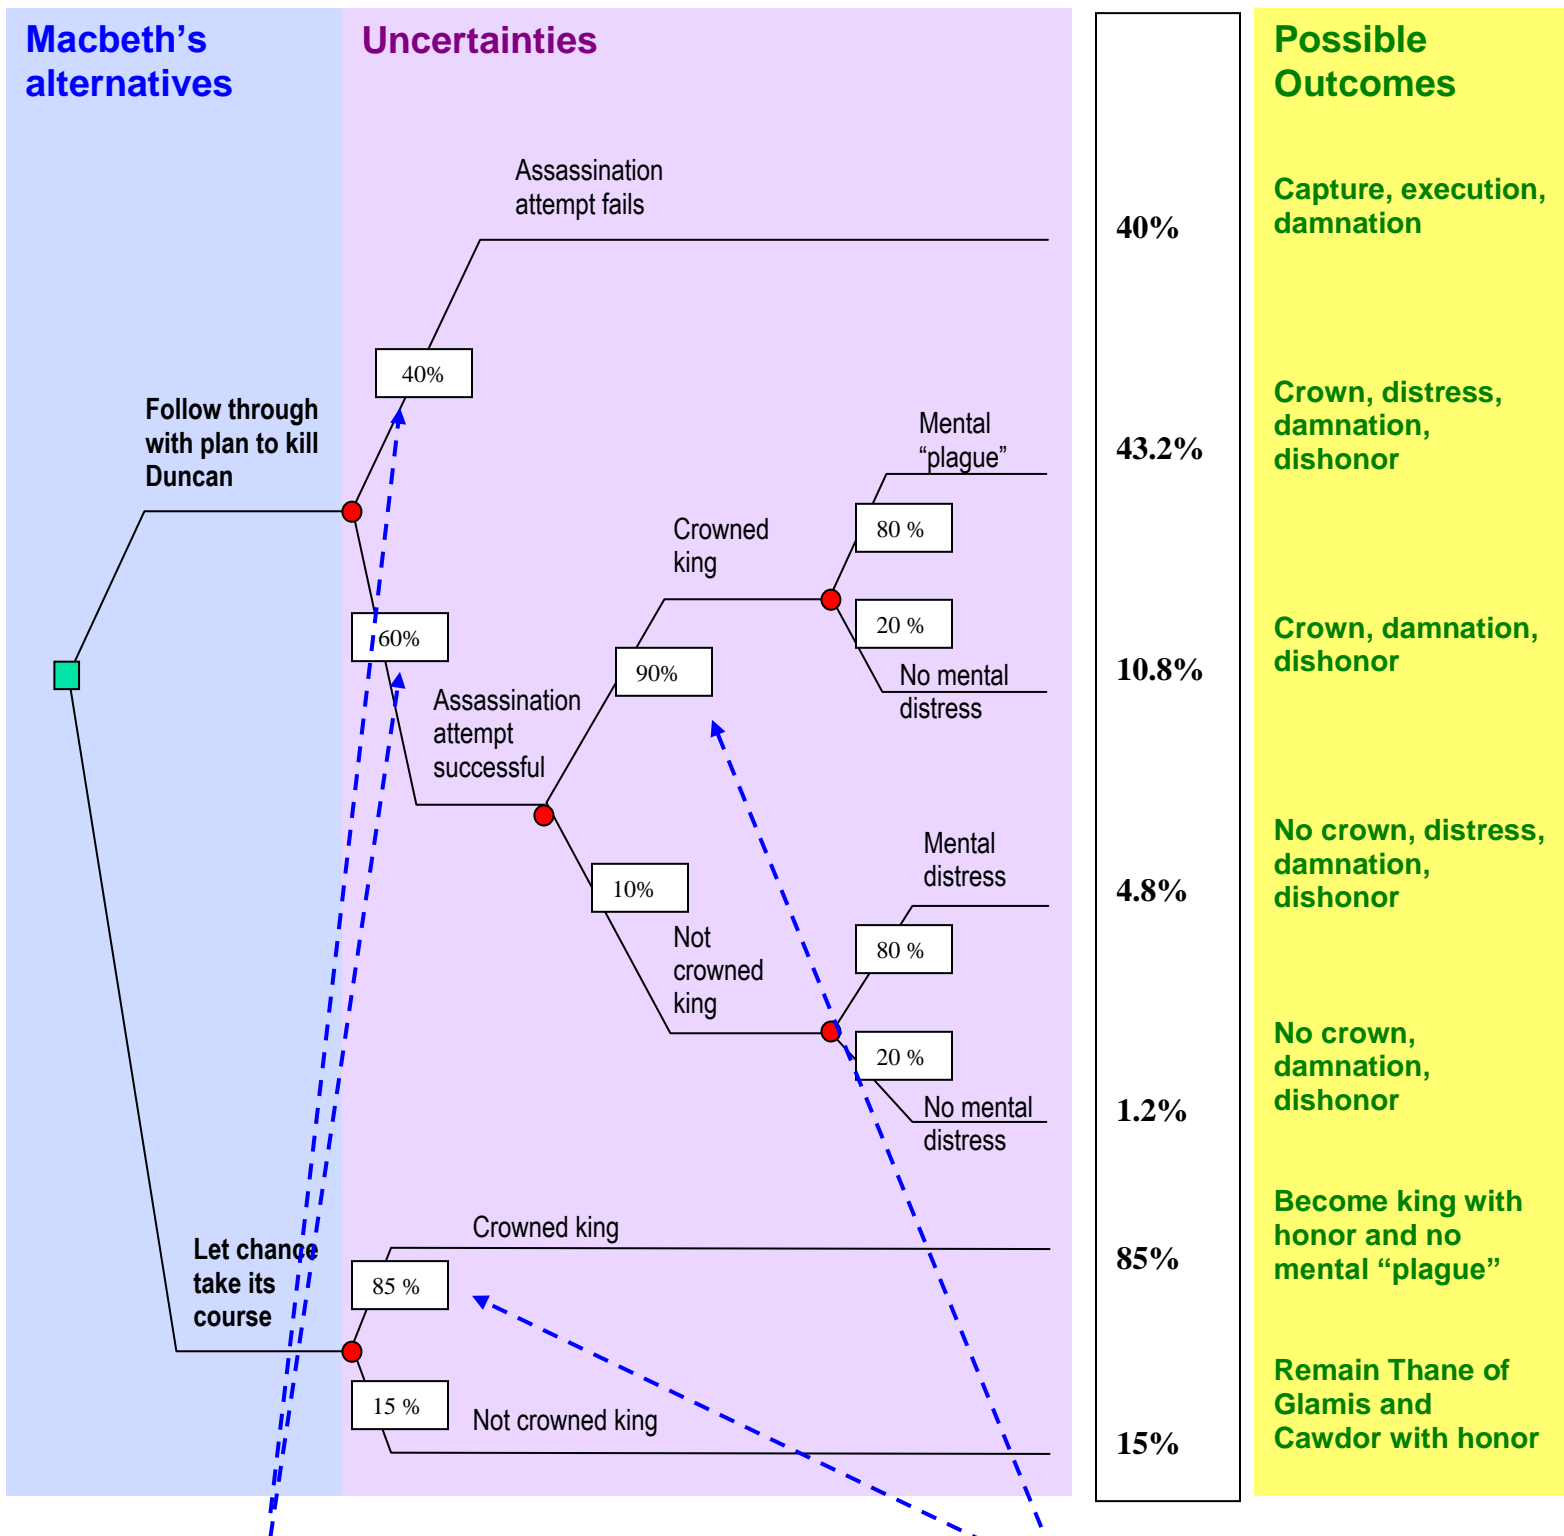 Macbeth’s
alternatives
Uncertainties
Possible
Outcomes
Assassination
attempt fails
40%
Capture, execution,
damnation
40%
Follow through
with plan to kill
Duncan
Mental
“plague”
43.2%
Crown, distress,
damnation,
dishonor
80 %
Crowned
king
20 %
60%
90%
No mental
distress
10.8%
Crown, damnation,
dishonor
Assassination
attempt
successful
Mental
distress
4.8%
No crown, distress,
damnation,
dishonor
10%
80 %
Not
crowned
king
20 %
No mental
distress
1.2%
No crown,
damnation,
dishonor
Let chance
take its
course
Crowned king
85 %
85%
Become king with
honor and no
mental “plague”
15 %
Not crowned king
15%
Remain Thane of
Glamis and
Cawdor with honor